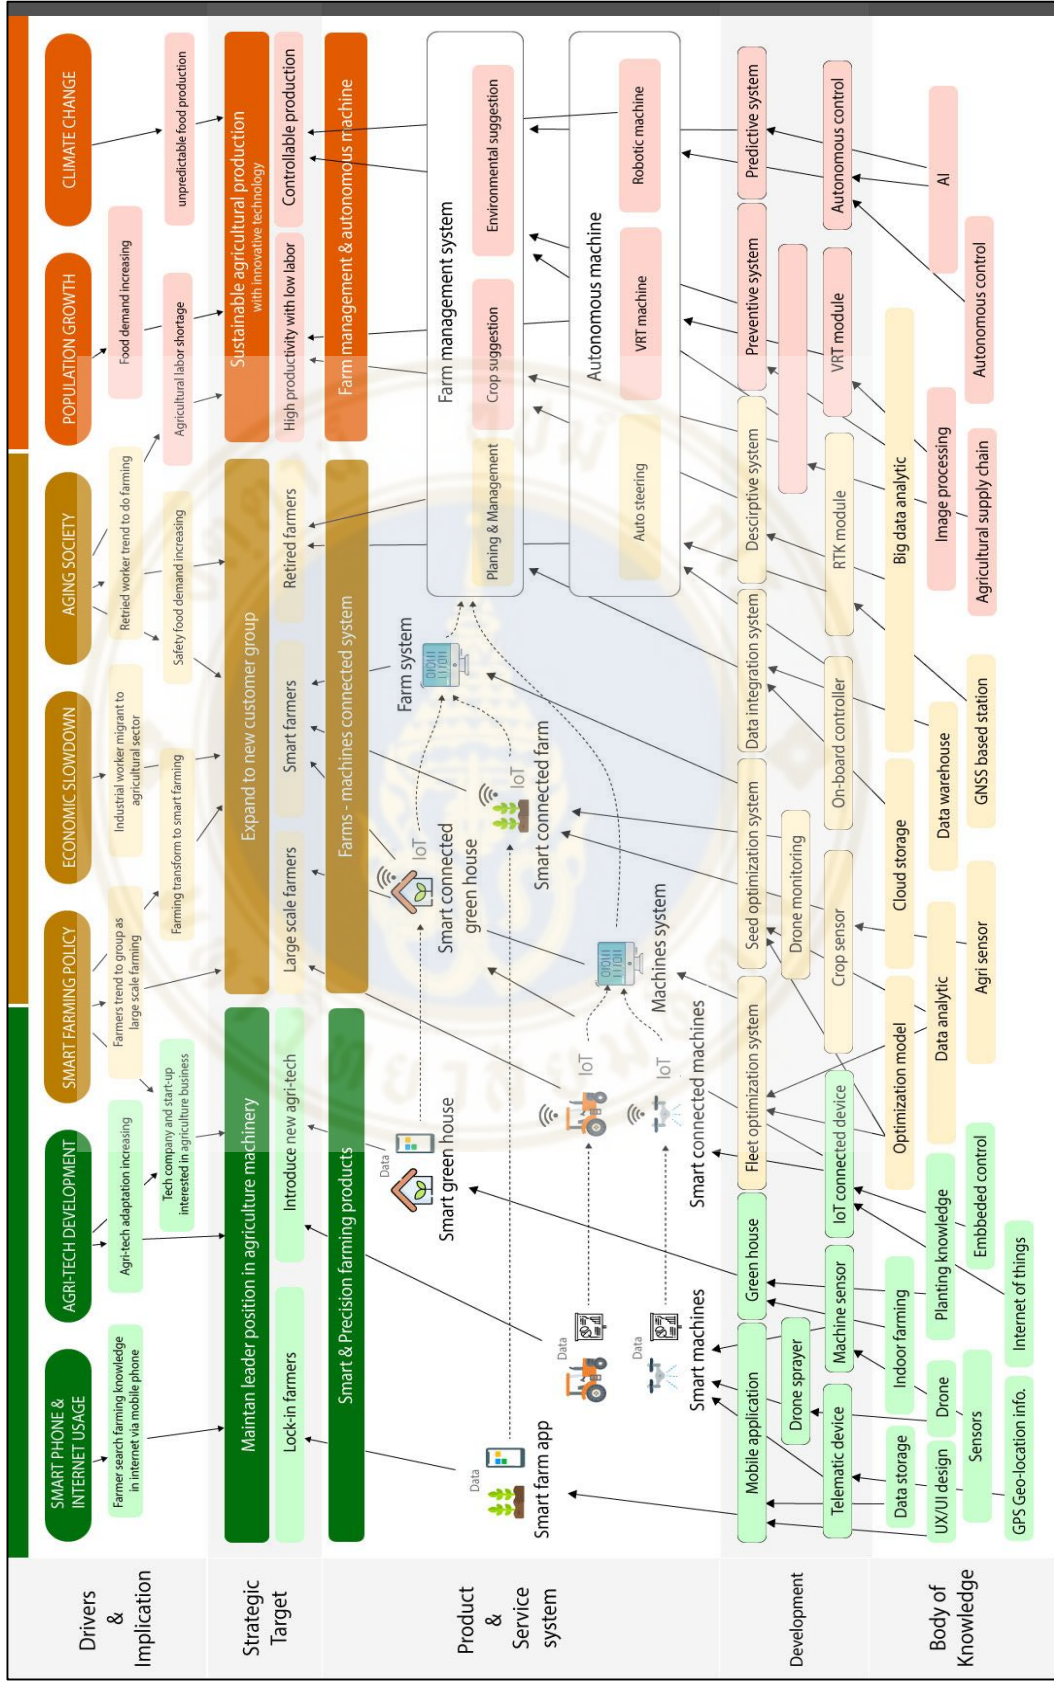 Drivers
&
Implication
SMART PHONE &
INTERNET USAGE
AGRI-TECH DEVELOPMENT
SMART FARMING POLICY
ECONOMIC SLOWDOWN
AGING SOCIETY
POPULATION GROWTH
CLIMATE CHANGE
Farmer search farming knowledge
in internet via mobile phone
Agri-tech adaptation increasing
Farmers trend to group as
large scale farming
Industrial worker migrant to
agricultural sector
Retried worker trend to do farming
Food demand increasing
Tech company and start-up
interested in agriculture business
Farming transform to smart farming
Safety food demand increasing
Agricultural labor shortage
unpredictable food production
Strategic
Target
Maintain leader position in agriculture machinery
Expand to new customer group
Sustainable agricultural production
with innovative technology
Lock-in farmers
Introduce new agri-tech
Large scale farmers
Smart farmers
Retired farmers
High productivity with low labor
Controllable production
Product
&
Service
system
Smart & Precision farming products
Farms - machines connected system
Farm management & autonomous machine
Data
Smart green house
IoT
Smart connected
green house
Farm system
Farm management system
Planing & Management
Crop suggestion
Environmental suggestion
Data
Smart farm app
IoT
Smart connected farm
Data
IoT
Machines system
Autonomous machine
Auto steering
VRT machine
Robotic machine
Data
Smart machines
IoT
Smart connected machines
Development
Mobile application
Green house
Fleet optimization system
Seed optimization system
Data integration system
Descriptive system
Preventive system
Predictive system
Drone sprayer
Drone monitoring
Telematic device
Machine sensor
IoT connected device
Crop sensor
On-board controller
RTK module
VRT module
Autonomous control
Body of
Knowledge
Data storage
Indoor farming
Optimization model
Cloud storage
Big data analytic
UX/UI design
Drone
Planting knowledge
Data analytic
Data warehouse
Image processing
AI
Sensors
Embbeded control
Agri sensor
GNSS based station
Agricultural supply chain
Autonomous control
GPS Geo-location info.
Internet of things